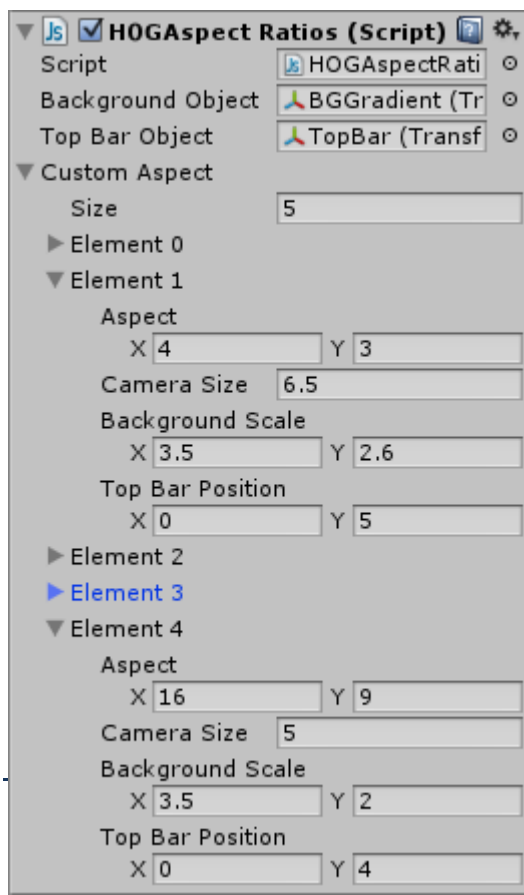 HOGAspect Ratios (Script)
Script HOGAspectRati
Background Object BGGradient (Tr
Top Bar Object TopBar (Transf
Custom Aspect
Size 5
Element 0
Element 1
Aspect
X 4 Y 3
Camera Size 6.5
Background Scale
X 3.5 Y 2.6
Top Bar Position
X 0 Y 5
Element 2
Element 3
Element 4
Aspect
X 16 Y 9
Camera Size 5
Background Scale
X 3.5 Y 2
Top Bar Position
X 0 Y 4